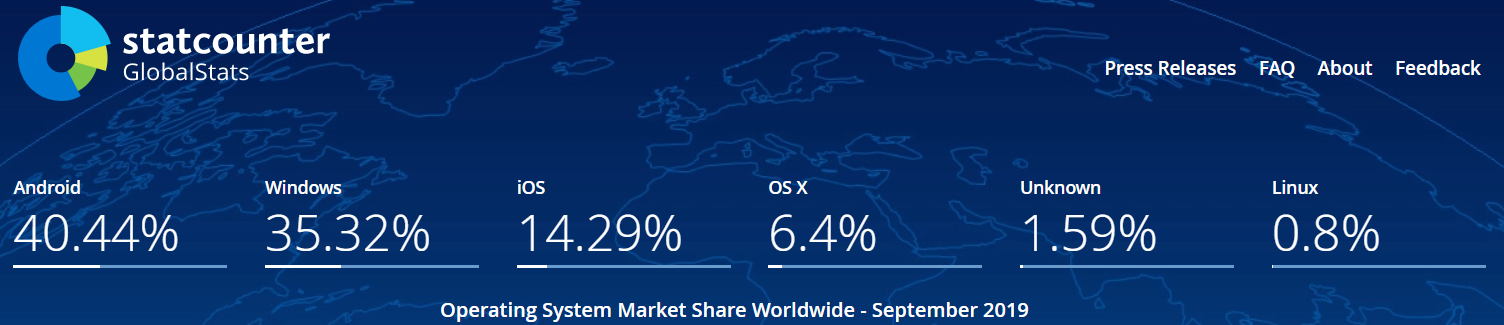 statcounter
GlobalStats
Press Releases FAQ About Feedback
Android Windows iOS OS X Unknown Linux
40.44% 35.32% 14.29% 6.4% 1.59% 0.8%
Operating System Market Share Worldwide - September 2019